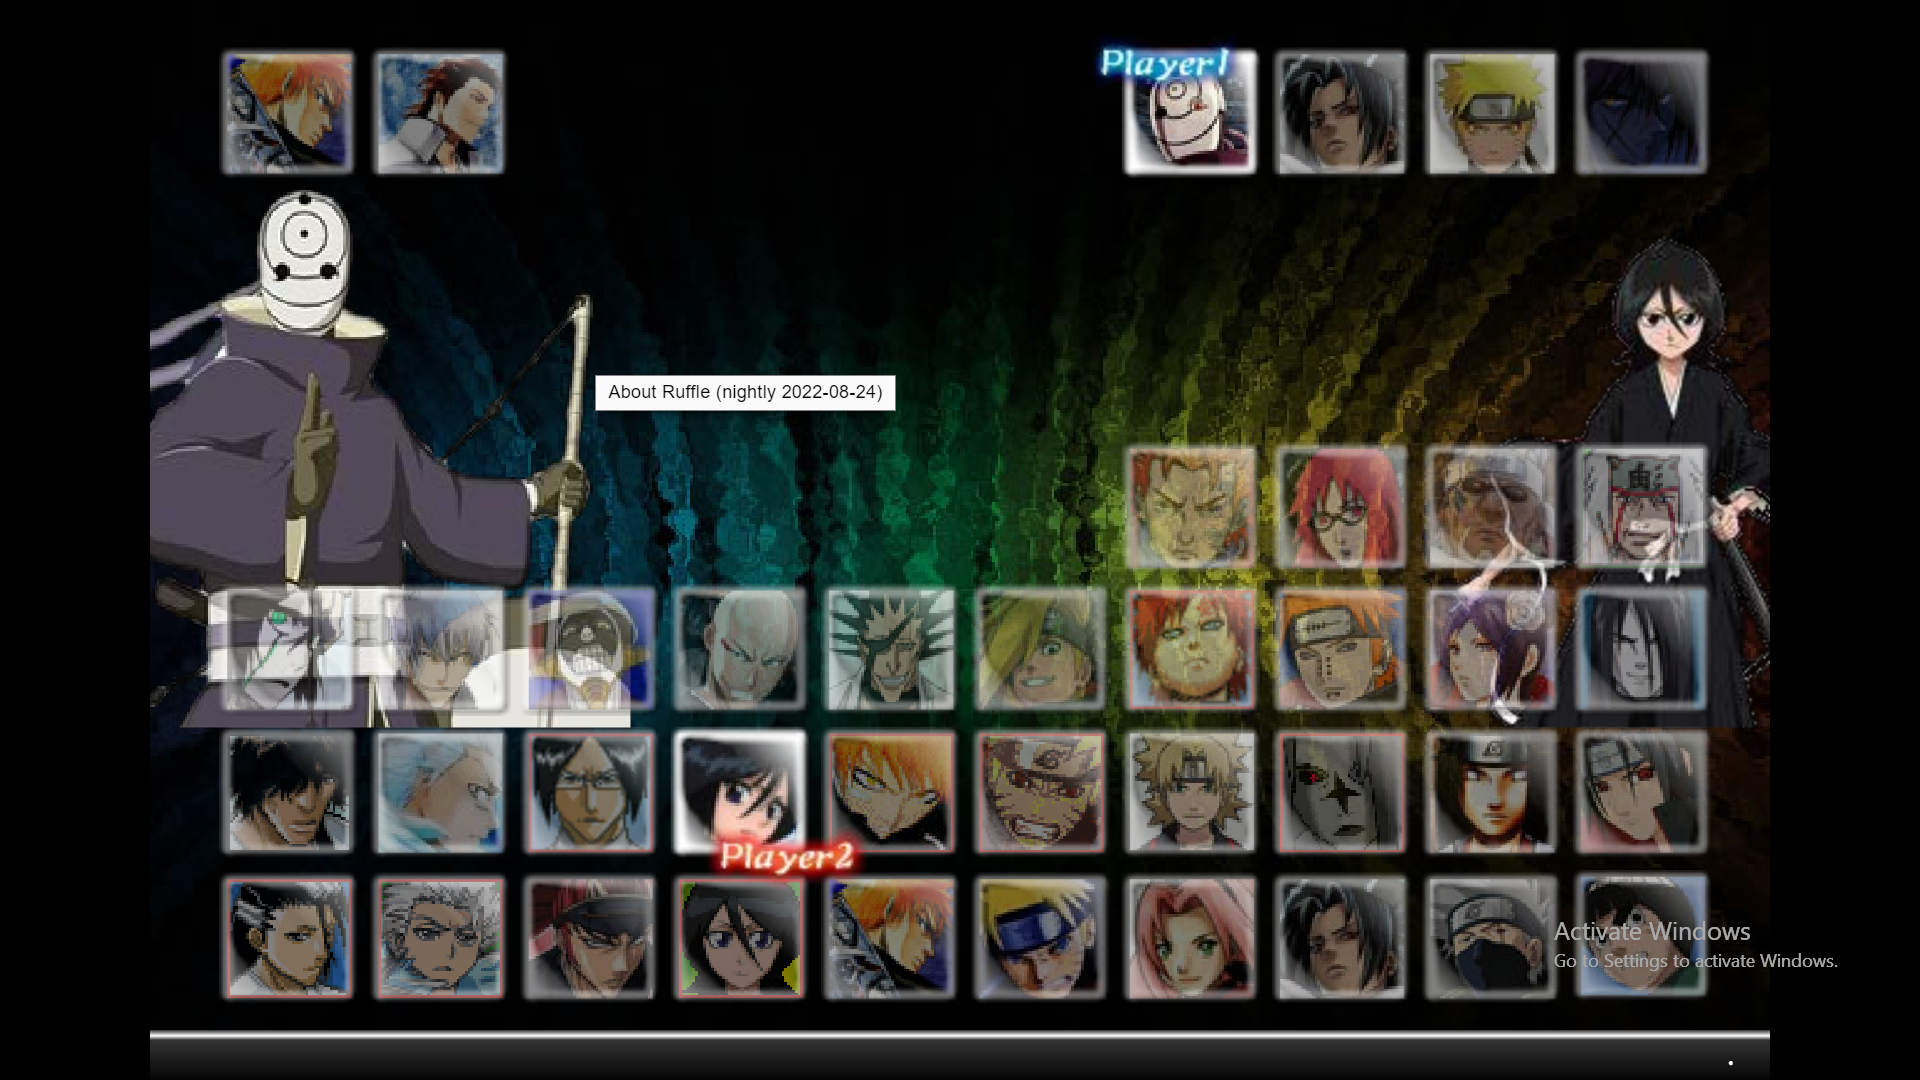 Player1
About Ruffle (nightly 2022-08-24)
Player2
Activate Windows
Go to Settings to activate Windows.